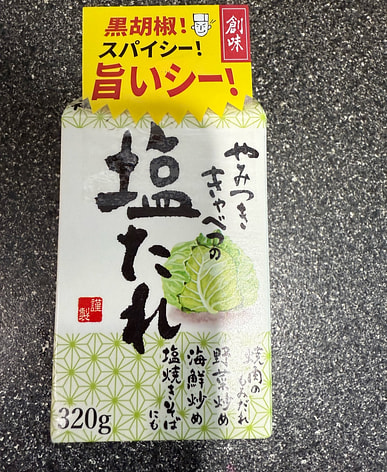 黒胡椒!
スパイシー!
旨いシー!
創味
やみつき
きゃべつの
塩たれ
謹製
焼肉のもみだれ
野菜炒め
海鮮炒め
塩焼きそばにも
320g